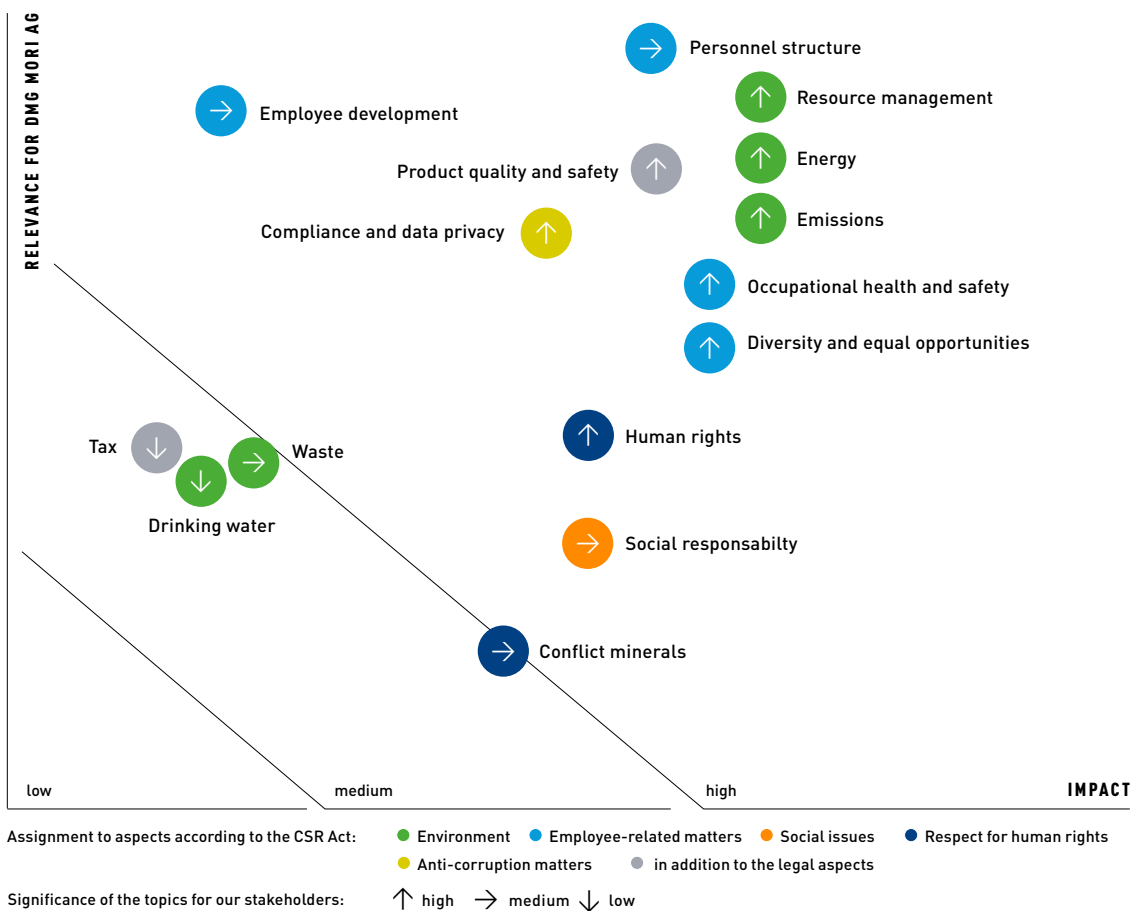 RELEVANCE FOR DMG MORI AG
Personnel structure
Resource management
Employee development
Energy
Product quality and safety
Emissions
Compliance and data privacy
Occupational health and safety
Diversity and equal opportunities
Human rights
Tax
Waste
Drinking water
Social responsabilty
Conflict minerals
low medium high IMPACT
Assignment to aspects according to the CSR Act: Environment Employee-related matters Social issues Respect for human rights
Anti-corruption matters in addition to the legal aspects
Significance of the topics for our stakeholders: ↑ high → medium ↓ low